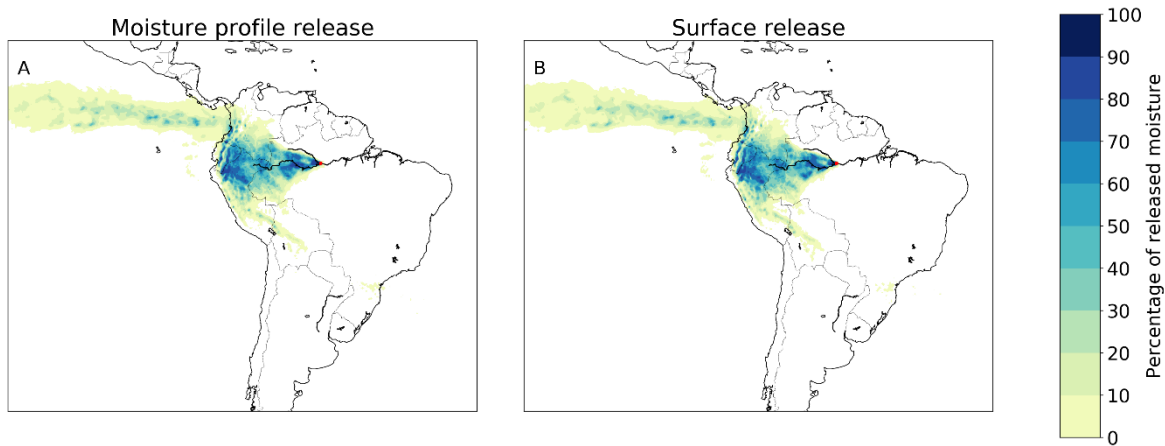 Moisture profile release
A
Surface release
B
100
90
80
70
60
50
40
30
20
10
0
Percentage of released moisture